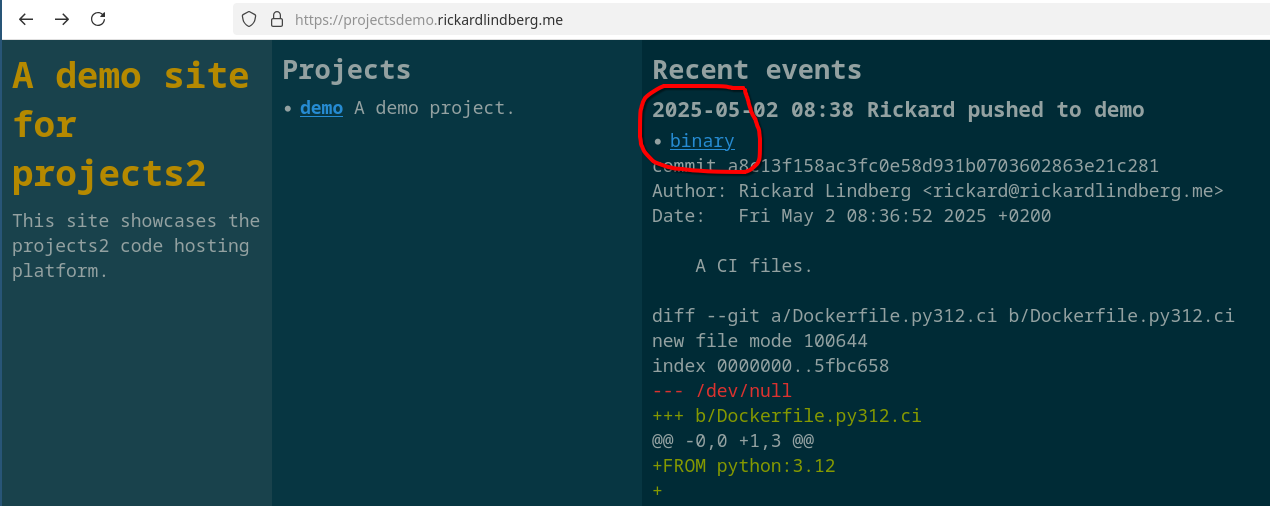 https://projectsdemo.rickardlindberg.me
A demo site
for
projects2
This site showcases the
projects2 code hosting
platform.
Projects
• demo A demo project.
Recent events
2025-05-02 08:38 Rickard pushed to demo
• binary
commit a8c13f158ac3fc0e58d931b0703602863e21c281
Author: Rickard Lindberg <rickard@rickardlindberg.me>
Date:   Fri May 2 08:36:52 2025 +0200
    A CI files.
diff --git a/Dockerfile.py312.ci b/Dockerfile.py312.ci
new file mode 100644
index 0000000..5fbc658
--- /dev/null
+++ b/Dockerfile.py312.ci
@@ -0,0 +1,3 @@
+FROM python:3.12
+